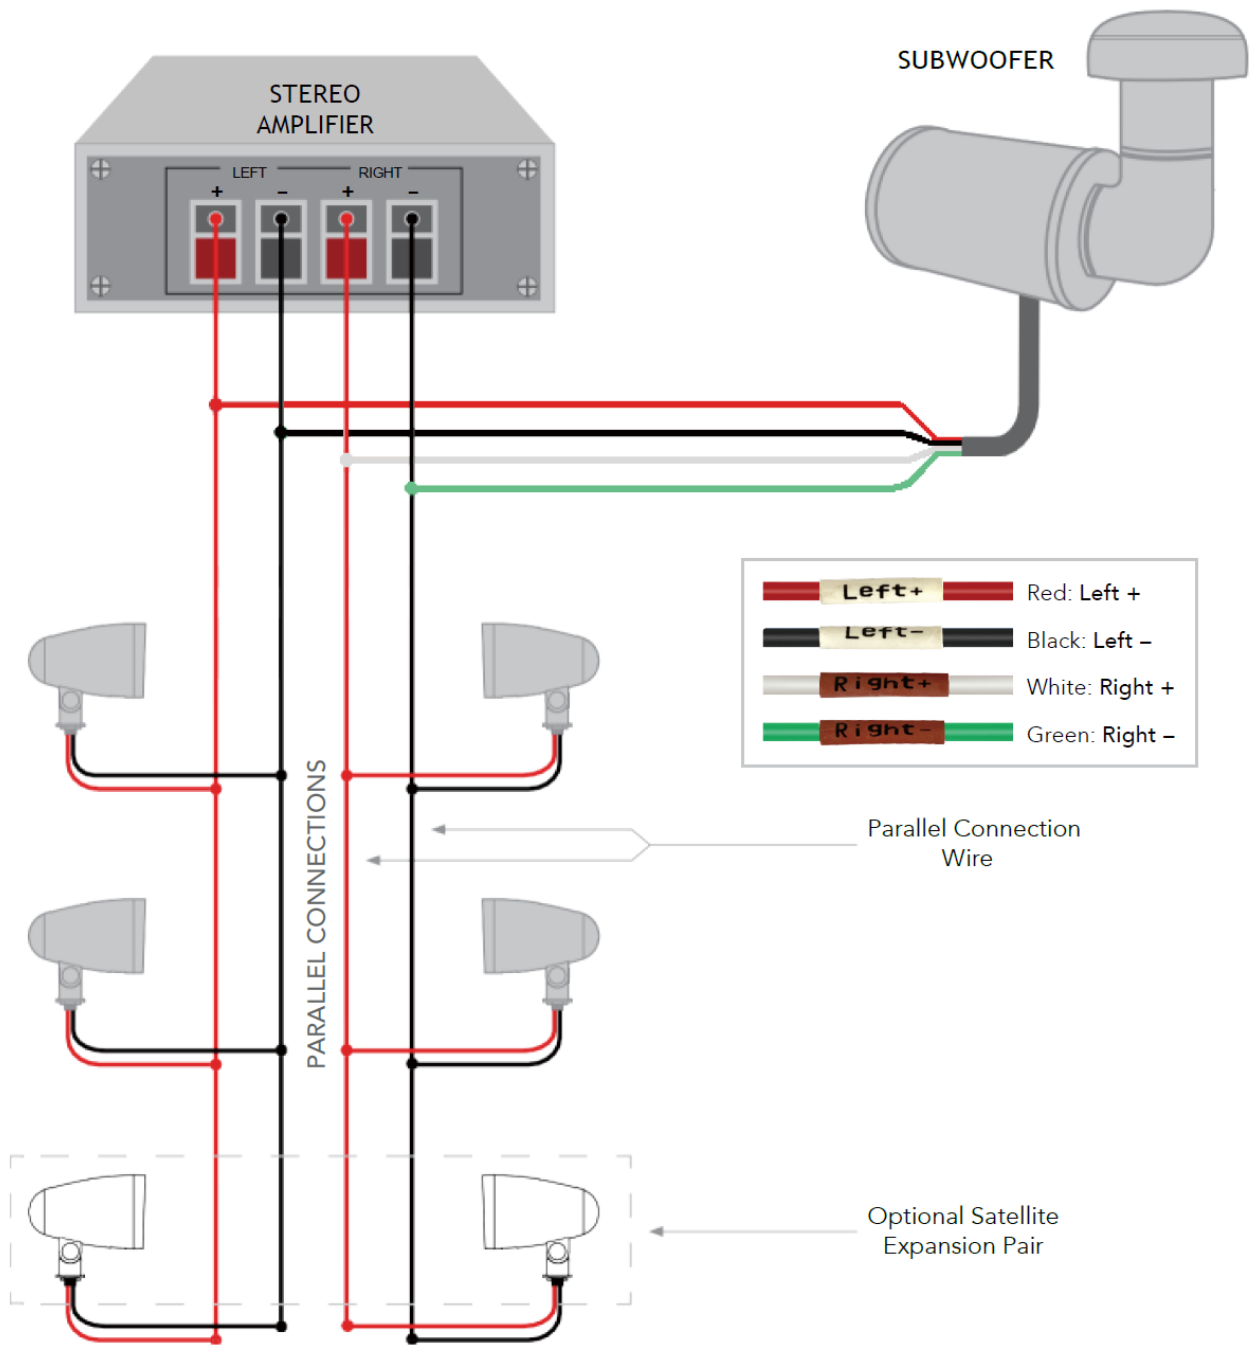 SUBWOOFER
STEREO
AMPLIFIER
LEFT
RIGHT
+
–
+
–
Left+
Red: Left +
Left-
Black: Left –
Right+
White: Right +
Right-
Green: Right –
PARALLEL CONNECTIONS
Parallel Connection
Wire
Optional Satellite
Expansion Pair